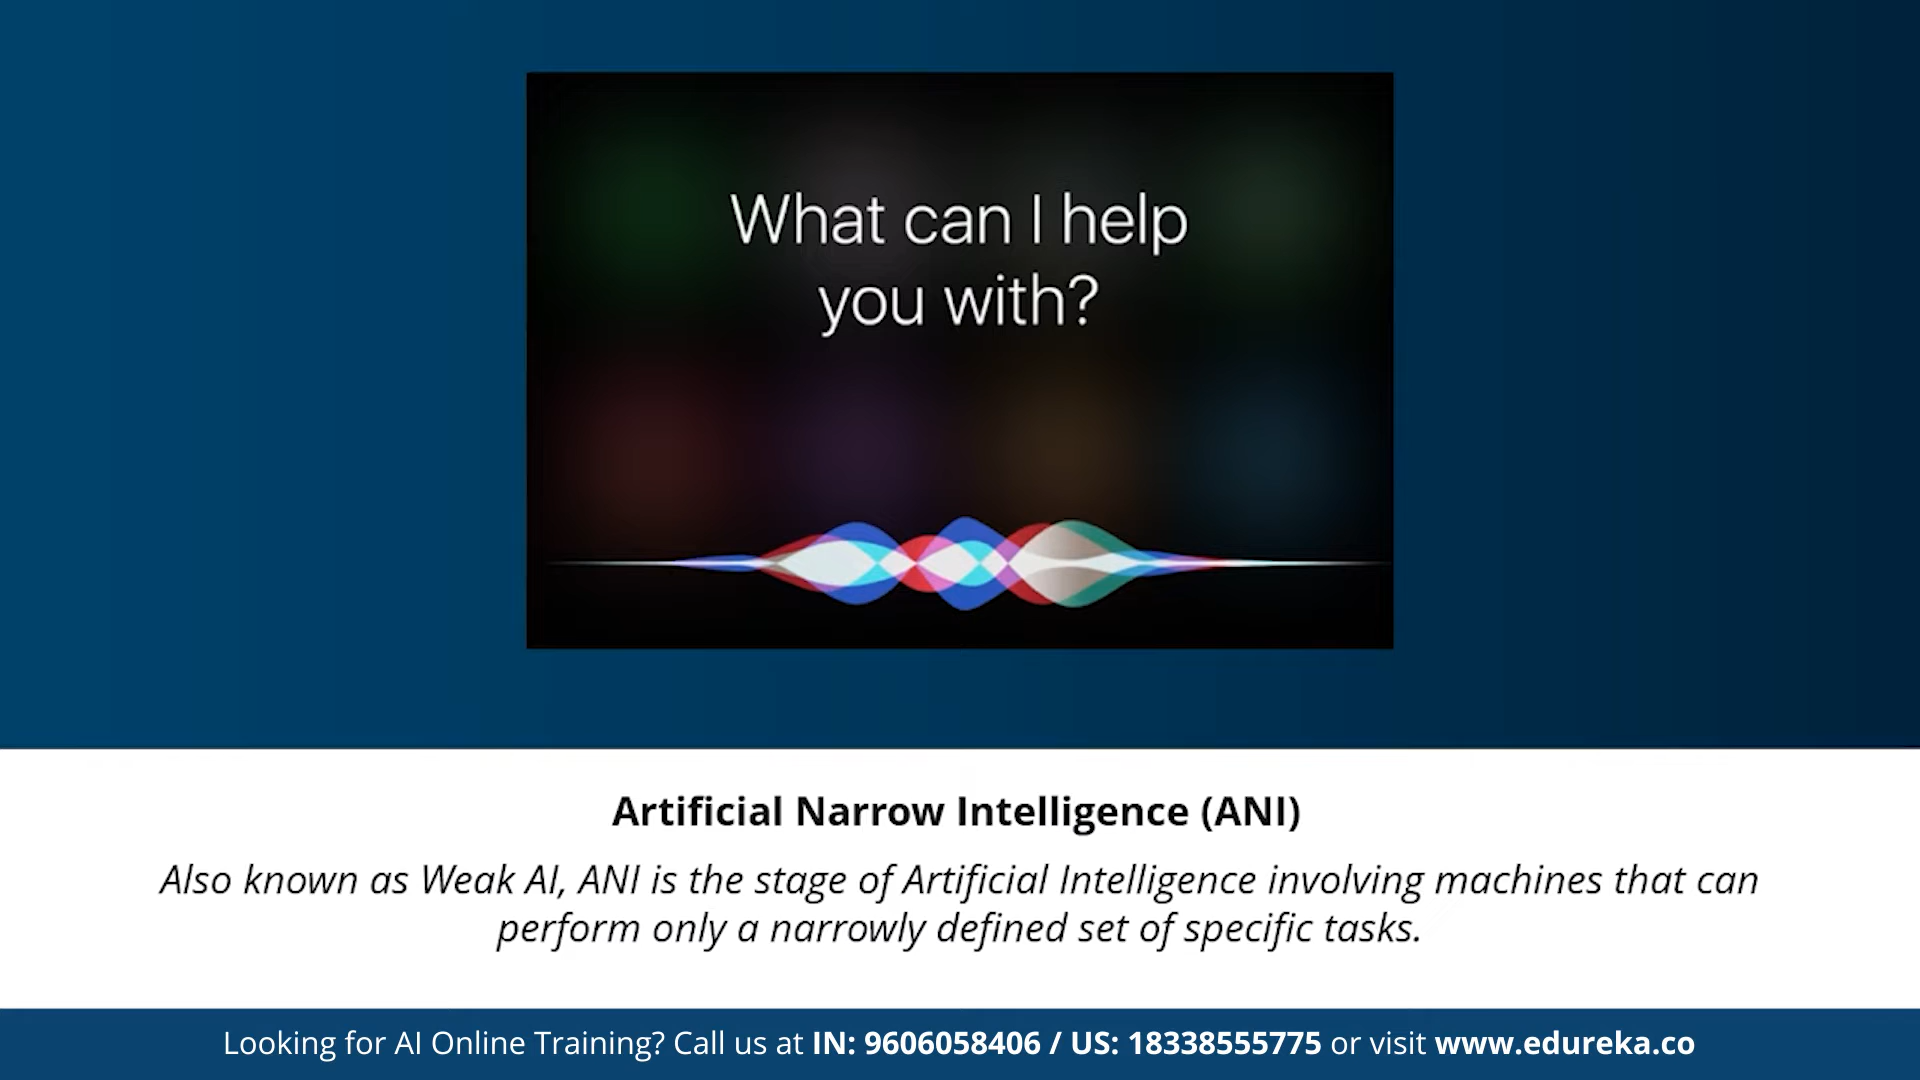 What can I help
you with?
Artificial Narrow Intelligence (ANI)
Also known as Weak AI, ANI is the stage of Artificial Intelligence involving machines that can
perform only a narrowly defined set of specific tasks.
Looking for AI Online Training? Call us at IN: 9606058406 / US: 18338555775 or visit www.edureka.co